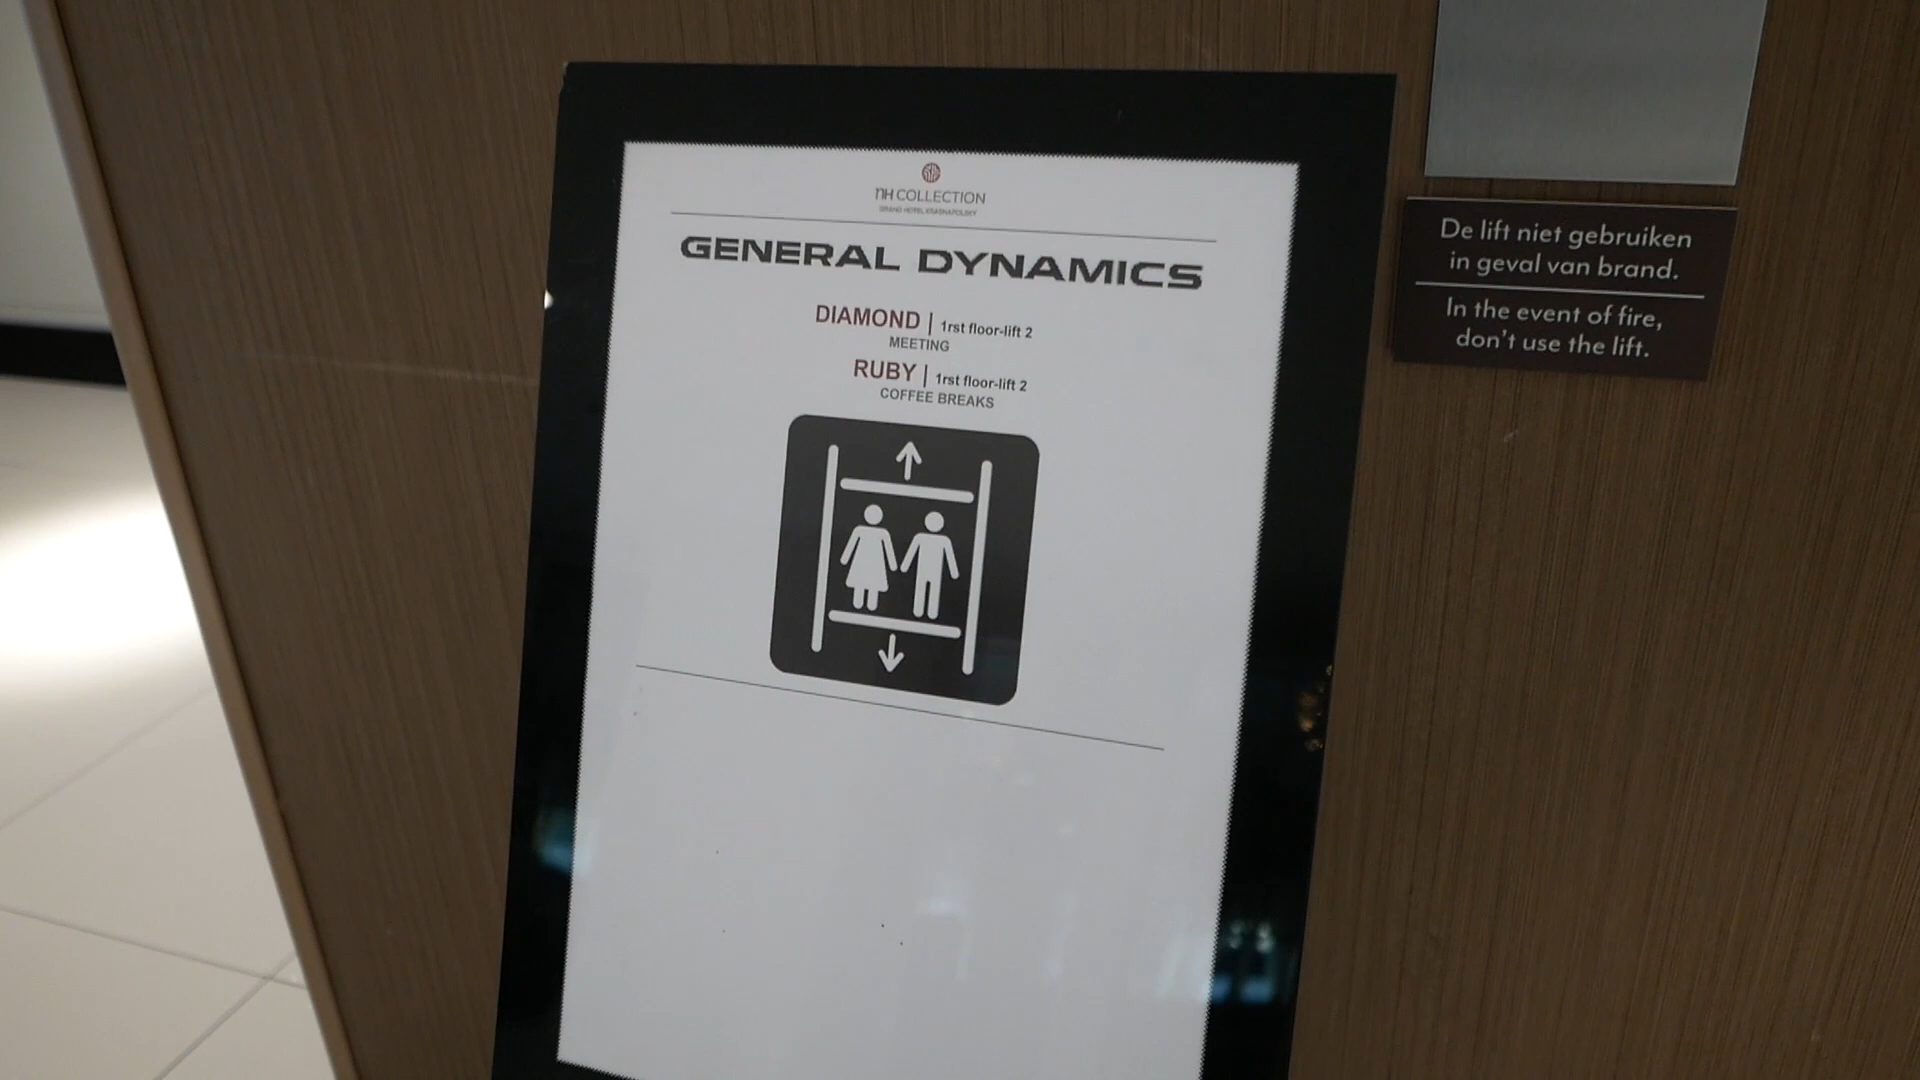 nH COLLECTION
GRAND HOTEL KRASNAPOLSKY
GENERAL DYNAMICS
DIAMOND | 1rst floor-lift 2
MEETING
RUBY | 1rst floor-lift 2
COFFEE BREAKS
De lift niet gebruiken
in geval van brand.
In the event of fire,
don't use the lift.